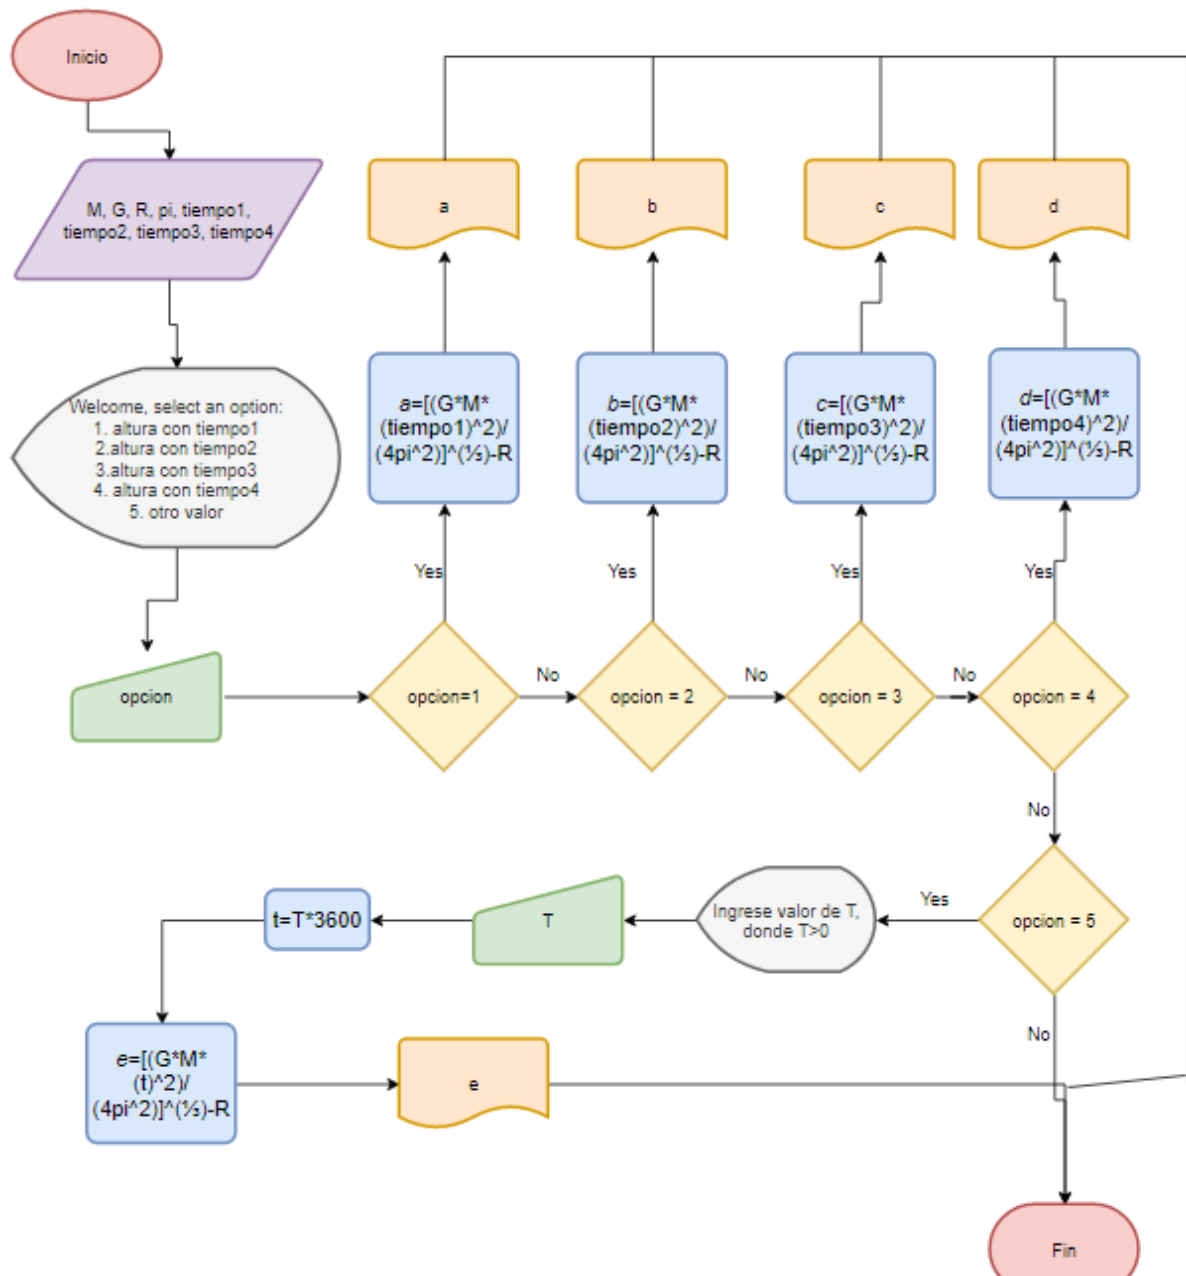 Inicio
M, G, R, pi, tiempo1,
tiempo2, tiempo3, tiempo4
Welcome, select an option:
1. altura con tiempo1
2.altura con tiempo2
3.altura con tiempo3
4. altura con tiempo4
5. otro valor
opcion
opcion=1
Yes
No
a=[(G*M*
(tiempo1)^2)/
(4pi^2)]^(⅓)-R
a
opcion = 2
Yes
No
b=[(G*M*
(tiempo2)^2)/
(4pi^2)]^(⅓)-R
b
opcion = 3
Yes
No
c=[(G*M*
(tiempo3)^2)/
(4pi^2)]^(⅓)-R
c
opcion = 4
Yes
No
d=[(G*M*
(tiempo4)^2)/
(4pi^2)]^(⅓)-R
d
opcion = 5
Yes
No
Ingrese valor de T,
donde T>0
T
t=T*3600
e=[(G*M*
(t)^2)/
(4pi^2)]^(⅓)-R
e
Fin